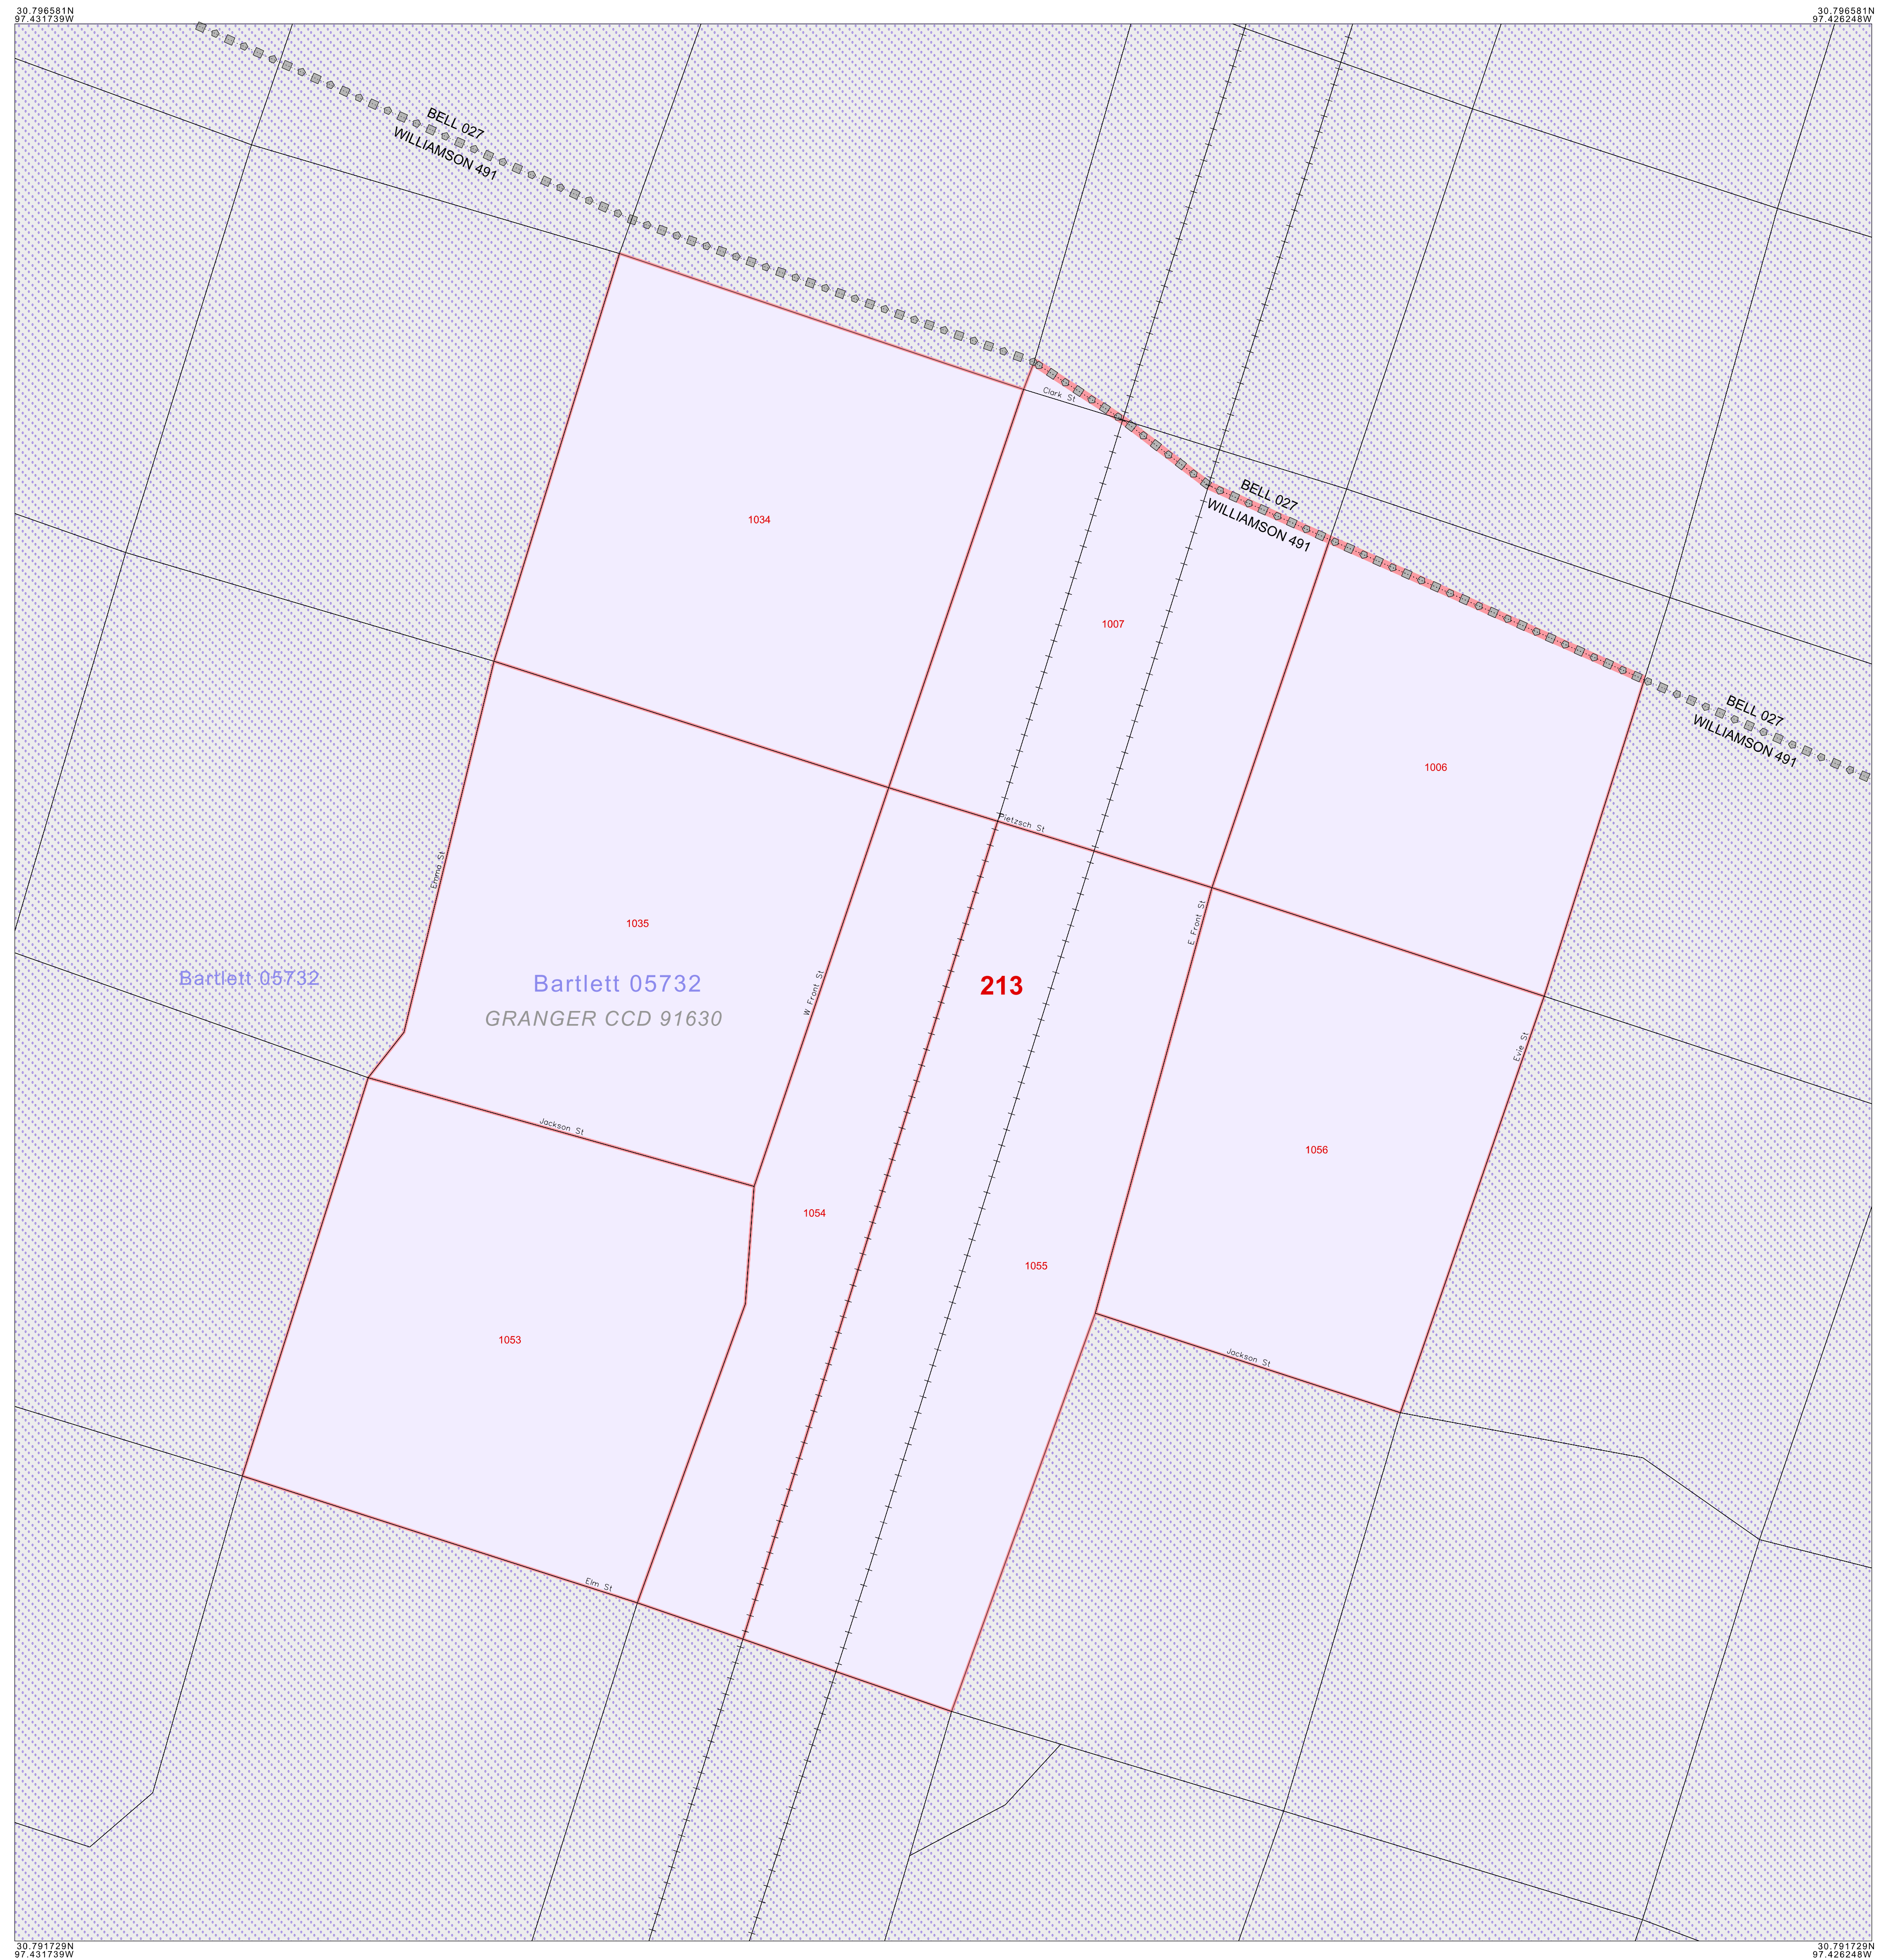 30.796581N
97.431739W
30.796581N
97.426248W
BELL 027
WILLIAMSON 491
Clark St
BELL 027
WILLIAMSON 491
1034
1007
BELL 027
WILLIAMSON 491
1006
Pietzsch St
Emma St
1035
E Front St
Bartlett 05732
Bartlett 05732
W Front St
213
GRANGER CCD 91630
Evie St
Jackson St
1056
1054
1055
1053
Jackson St
Elm St
30.791729N
97.431739W
30.791729N
97.426248W